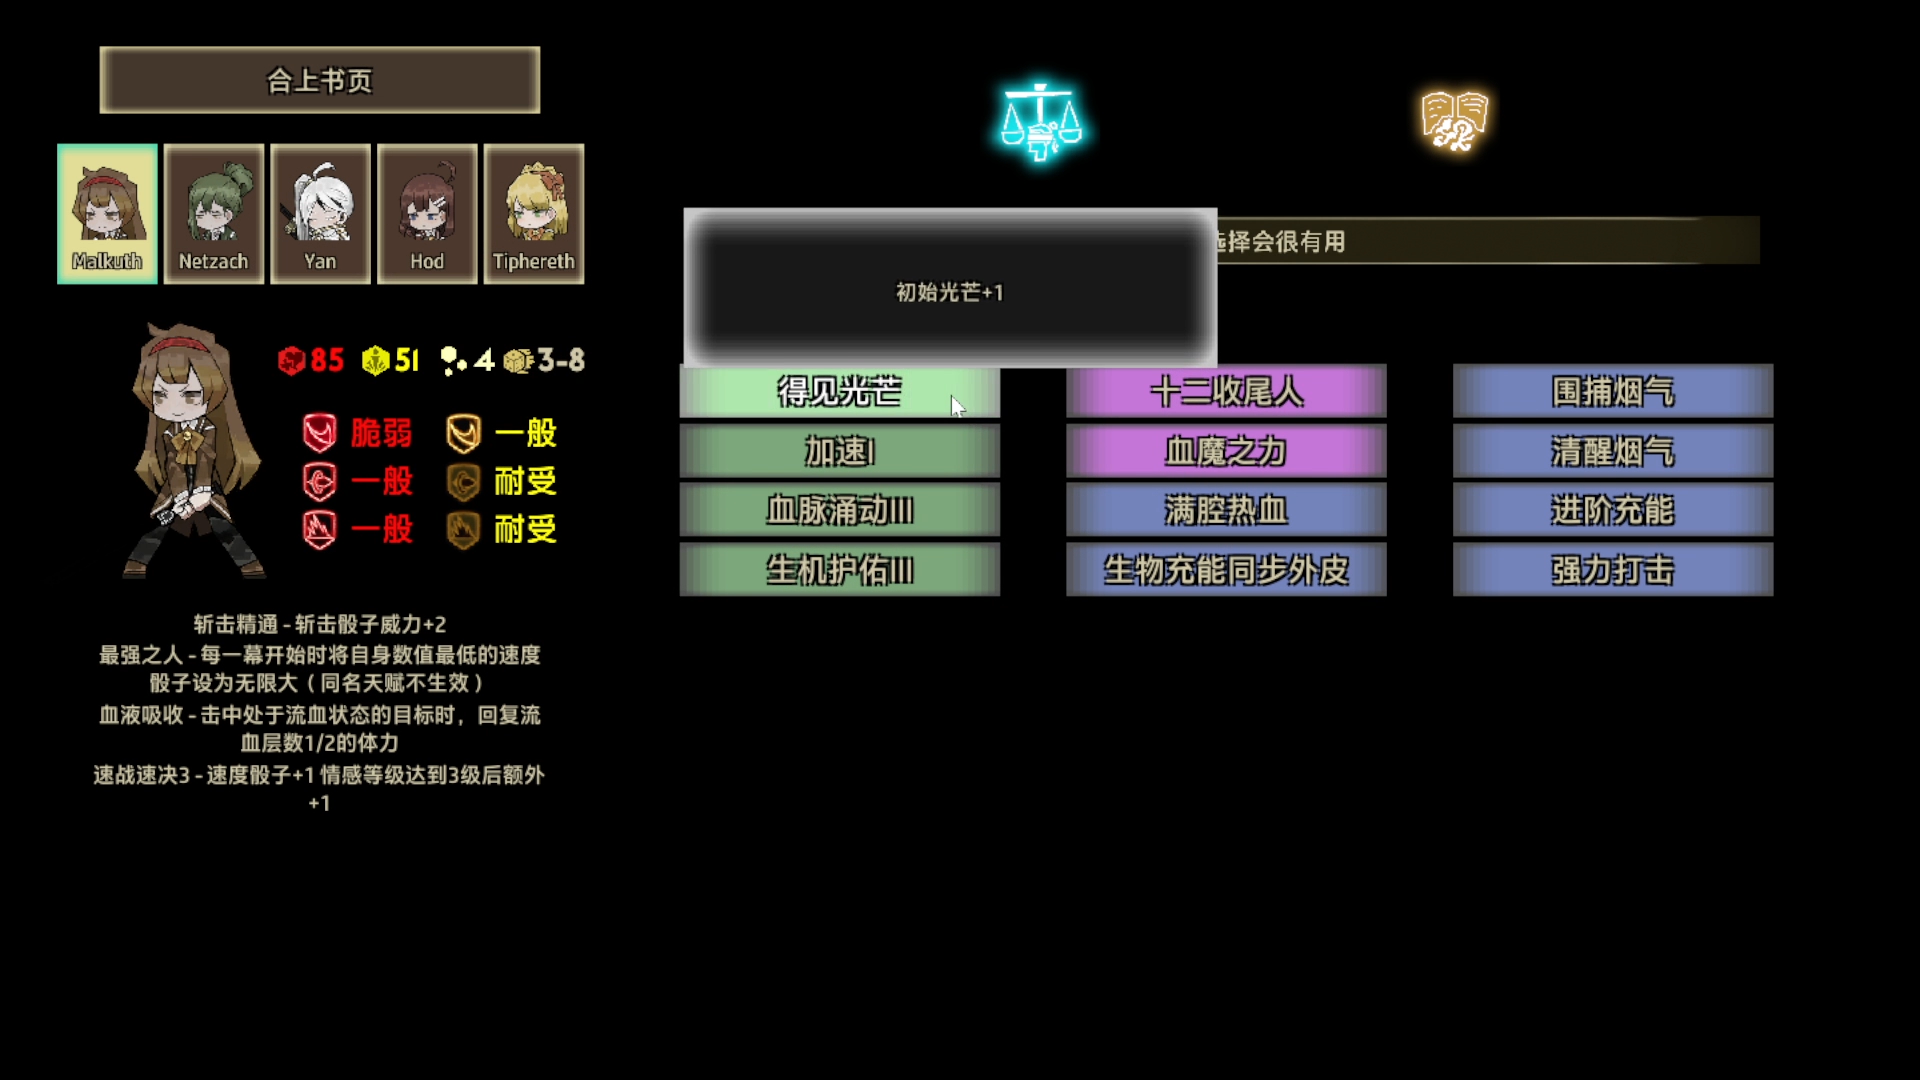 合上书页
Malkuth
Netzach
Yan
Hod
Tiphereth
85
51
4
3-8
脆弱
一般
一般
耐受
一般
耐受
斩击精通-斩击骰子威力+2
最强之人-每一幕开始时将自身数值最低的速度
骰子设为无限大(同名天赋不生效)
血液吸收-击中处于流血状态的目标时，回复流
血层数1/2的体力
速战速决3-速度骰子+1 情感等级达到3级后额外
+1
选择会很有用
初始光芒+1
得见光芒
十二收尾人
围捕烟气
加速I
血魔之力
清醒烟气
血脉涌动III
满腔热血
进阶充能
生机护佑III
生物充能同步外皮
强力打击